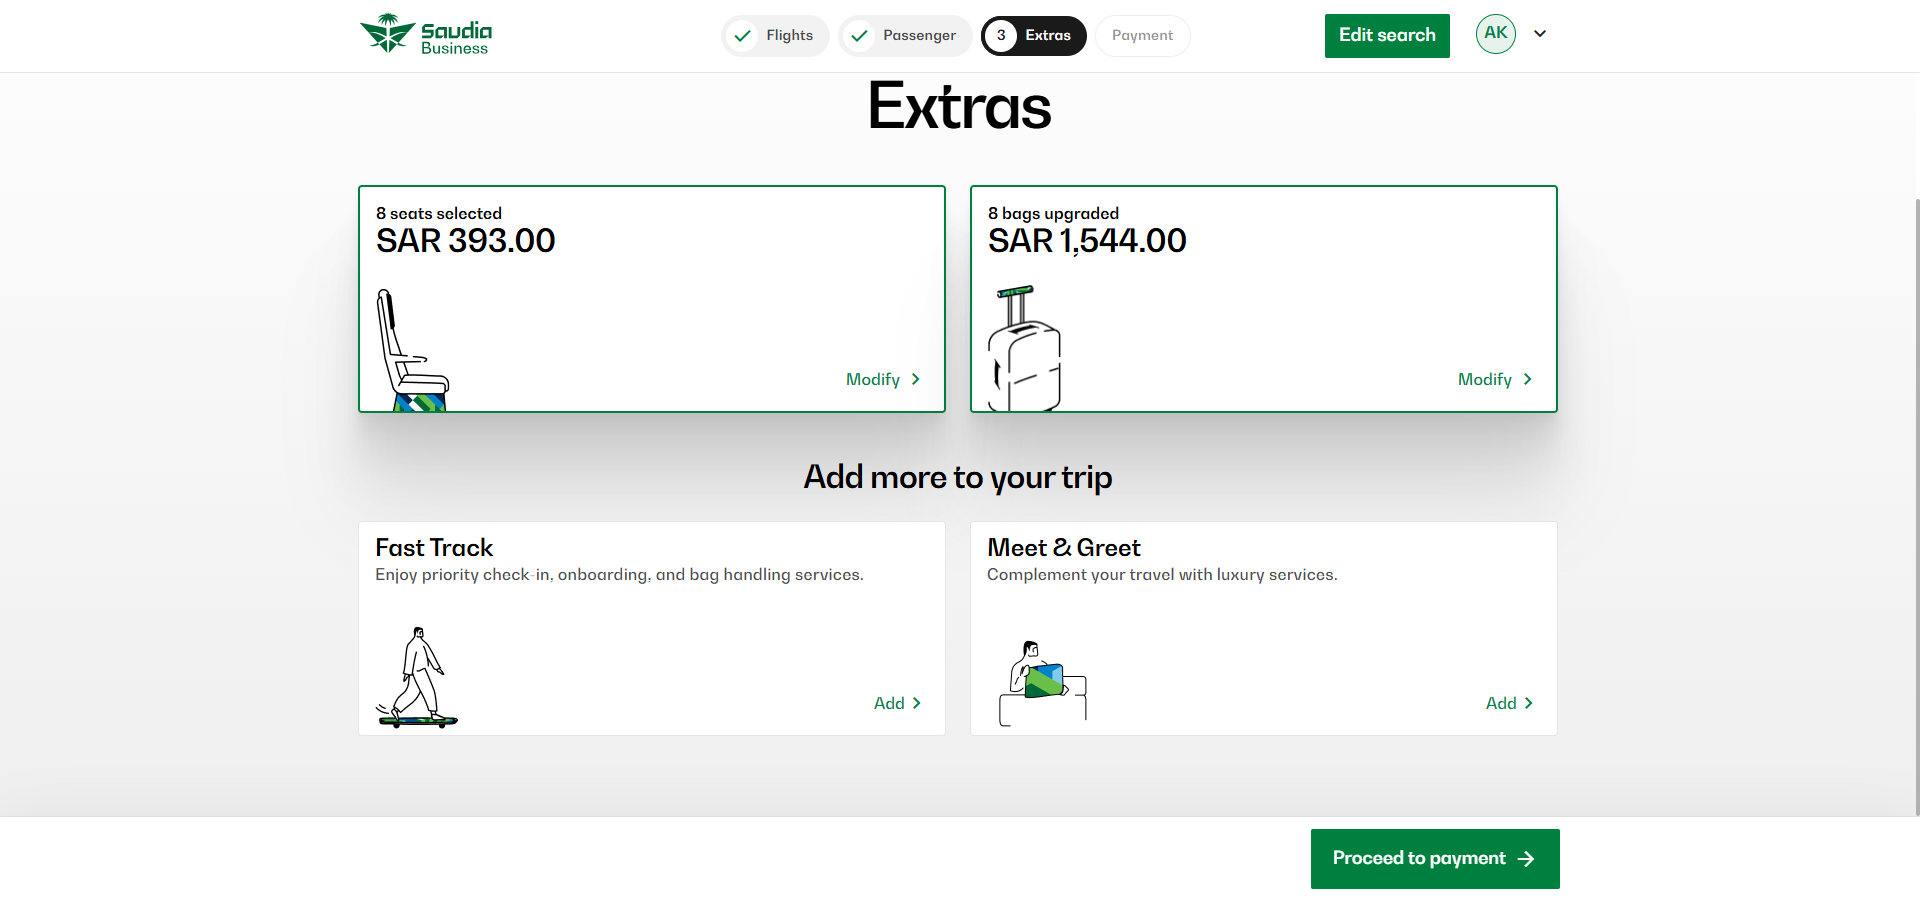 Saudia
Business
Flights
Passenger
3 Extras
Payment
Edit search
AK
Extras
8 seats selected
SAR 393.00
Modify
8 bags upgraded
SAR 1,544.00
Modify
Add more to your trip
Fast Track
Enjoy priority check-in, onboarding, and bag handling services.
Add
Meet & Greet
Complement your travel with luxury services.
Add
Proceed to payment